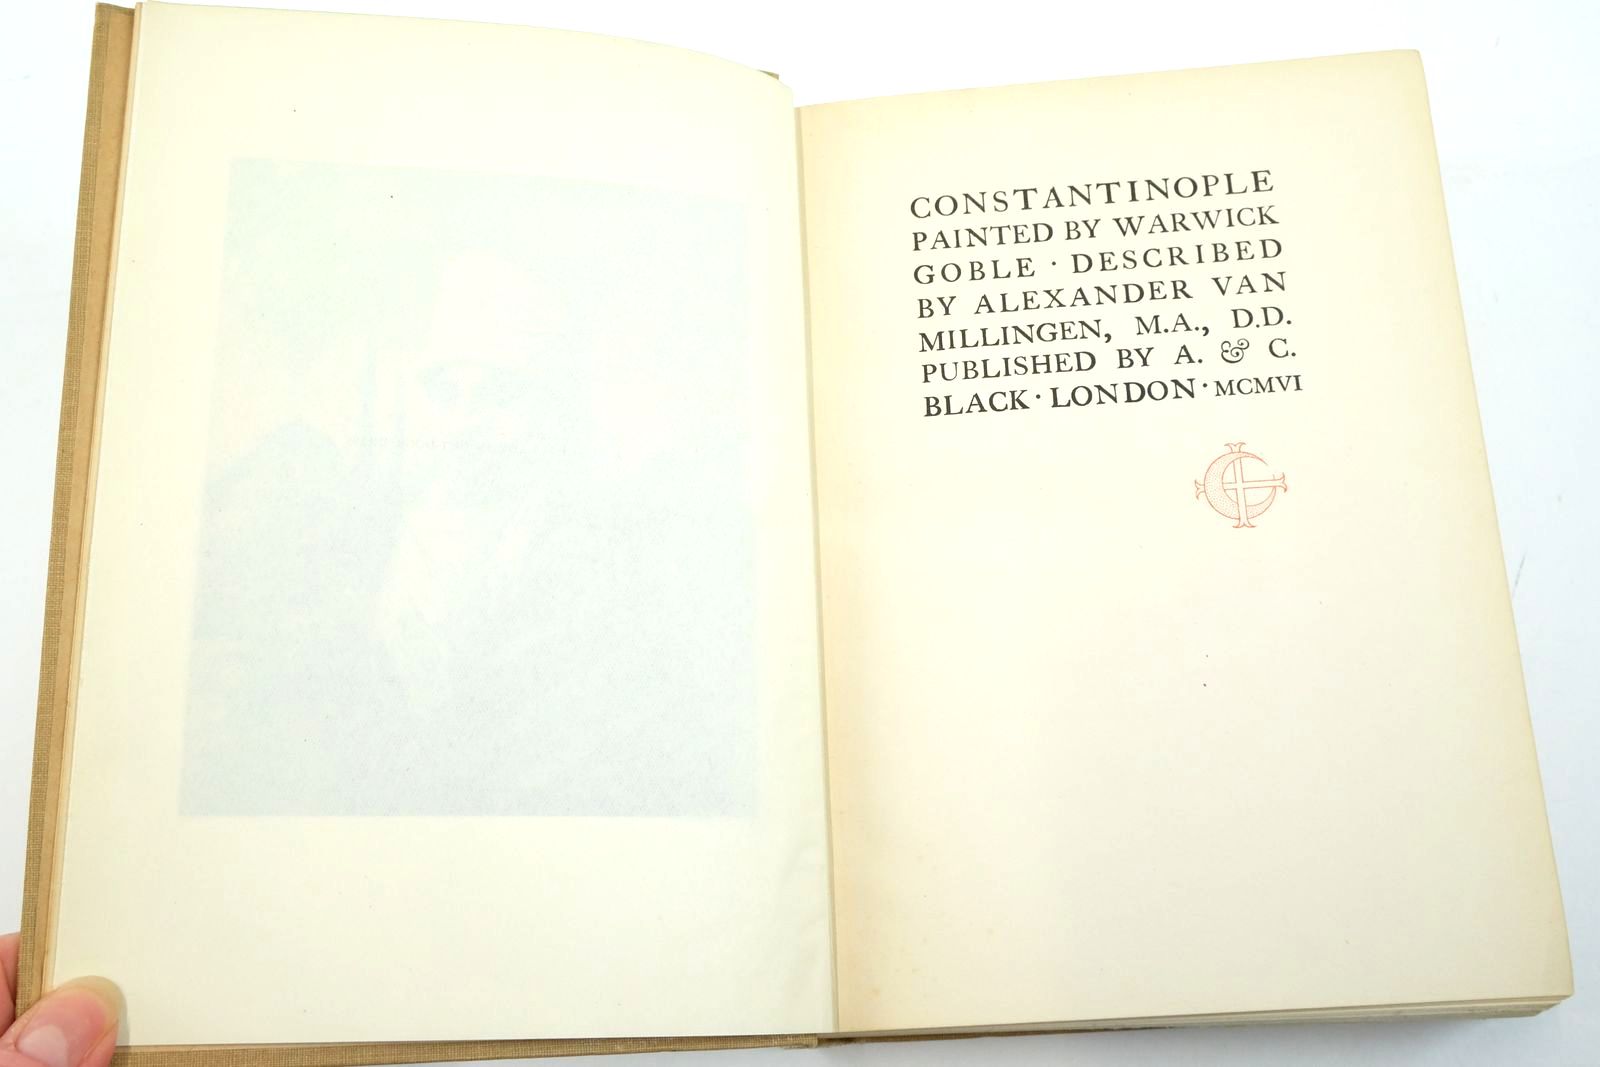 CONSTANTINOPLE
PAINTED BY WARWICK
GOBLE · DESCRIBED
BY ALEXANDER VAN
MILLINGEN, M.A., D.D.
PUBLISHED BY A. & C.
BLACK · LONDON · MCMVI